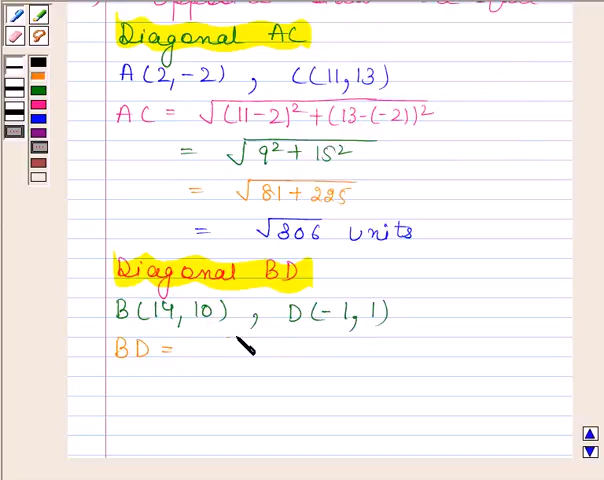 Diagonal AC
A(2,-2) , C(11,13)
AC = √(11-2)²+(13-(-2))²
= √9²+15²
= √81+225
= √306 units
Diagonal BD
B(14,10) , D(-1,1)
BD =